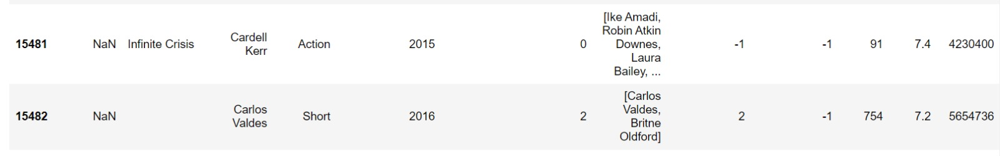 15481 NaN Infinite Crisis Cardell Kerr Action 2015 0 [Ike Amadi, Robin Atkin Downes, Laura Bailey, ... -1 -1 91 7.4 4230400
15482 NaN Carlos Valdes Short 2016 2 [Carlos Valdes, Britne Oldford] 2 -1 754 7.2 5654736